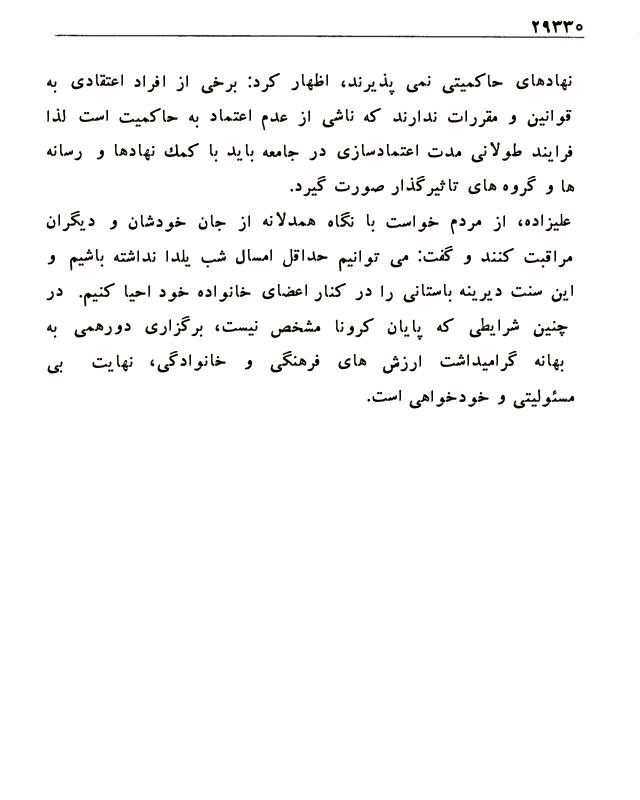 ۲۹۳۳۰
نهادهای حاکمیتی نمی پذیرند، اظهار کرد: برخی از افراد اعتقادی به
قوانین و مقررات ندارند که ناشی از عدم اعتماد به حاکمیت است لذا
فرایند طولانی مدت اعتمادسازی در جامعه باید با کمك نهادها و رسانه
ها و گروه های تاثیرگذار صورت گیرد.
علیزاده، از مردم خواست با نگاه همدلانه از جان خودشان و دیگران
مراقبت کنند و گفت: می توانیم حداقل امسال شب یلدا نداشته باشیم و
این سنت دیرینه باستانی را در کنار اعضای خانواده خود احیا کنیم. در
چنین شرایطی که پایان کرونا مشخص نیست، برگزاری دورهمی به
بهانه گرامیداشت ارزش های فرهنگی و خانوادگی، نهایت بی
مسئولیتی و خودخواهی است.